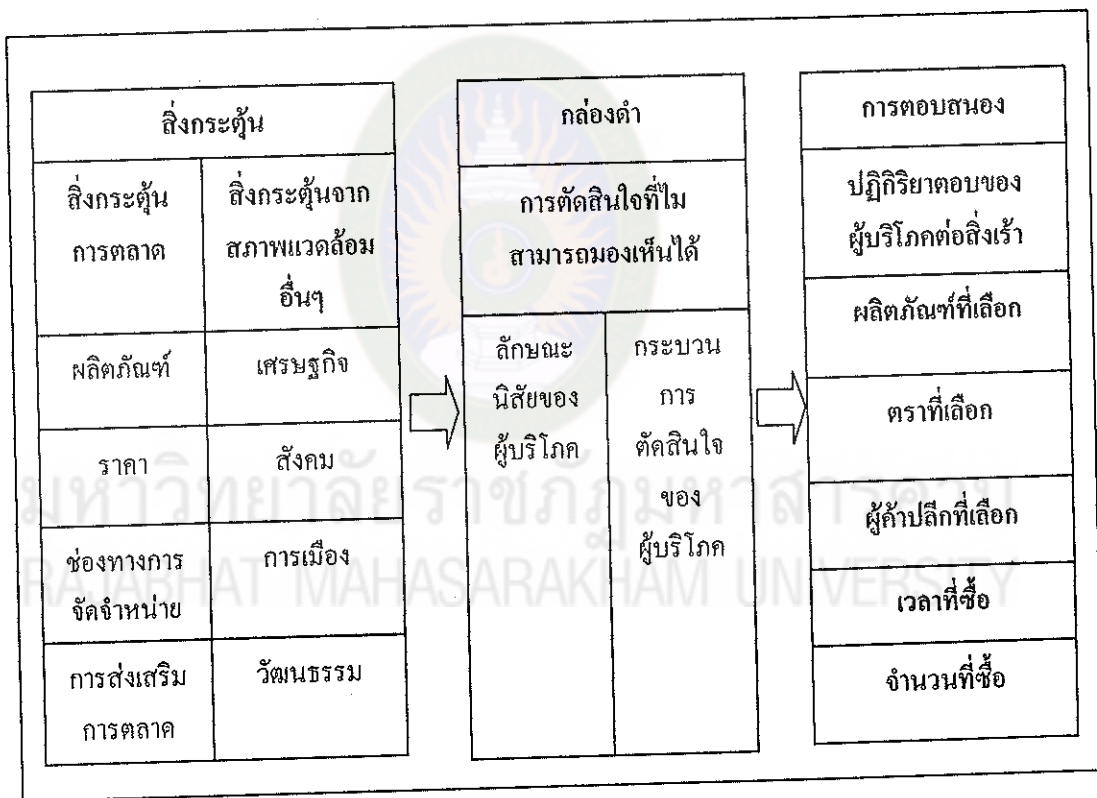 สิ่งกระตุ้น
สิ่งกระตุ้น
การตลาด
สิ่งกระตุ้นจาก
สภาพแวดล้อม
อื่นๆ
ผลิตภัณฑ์
เศรษฐกิจ
ราคา
สังคม
ช่องทางการ
จัดจำหน่าย
การเมือง
การส่งเสริม
การตลาด
วัฒนธรรม
กล่องดำ
การตัดสินใจที่ไม
สามารถมองเห็นได้
ลักษณะ
นิสัยของ
ผู้บริโภค
กระบวน
การ
ตัดสินใจ
ของ
ผู้บริโภค
การตอบสนอง
ปฏิกิริยาตอบของ
ผู้บริโภคต่อสิ่งเร้า
ผลิตภัณฑ์ที่เลือก
ตราที่เลือก
ผู้ค้าปลีกที่เลือก
เวลาที่ซื้อ
จำนวนที่ซื้อ
มหาวิทยาลัยราชภัฏมหาสารคาม
RAJABHAT MAHASARAKHAM UNIVERSITY